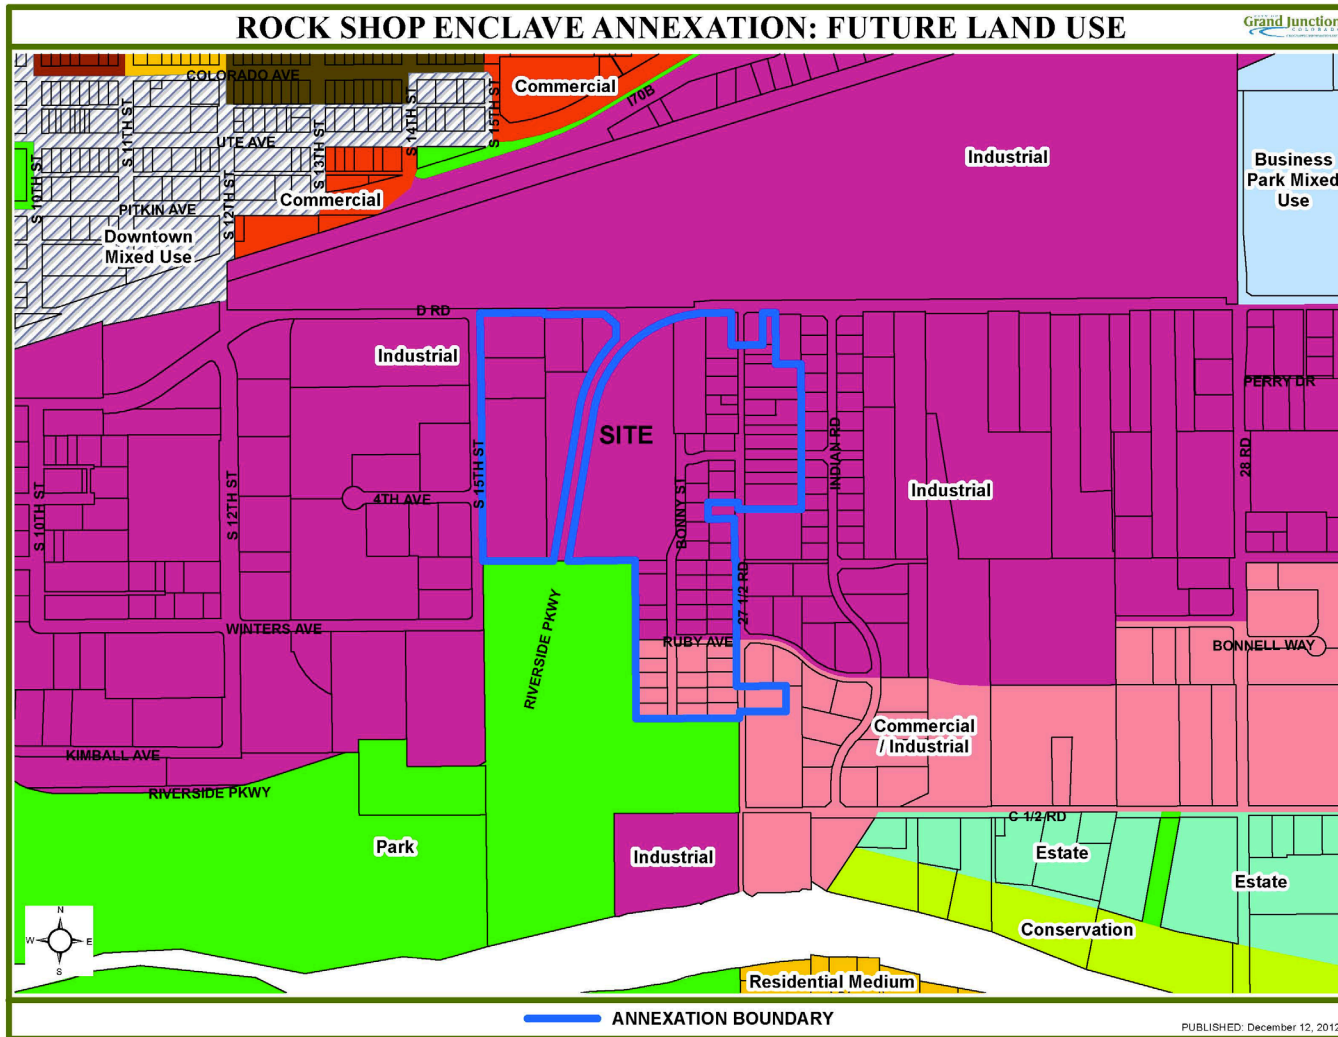 ROCK SHOP ENCLAVE ANNEXATION: FUTURE LAND USE
Grand Junction
COLORADO
COLORADO AVE
Commercial
I70B
S 15TH ST
S 14TH ST
S 11TH ST
UTE AVE
S 13TH ST
Industrial
Business
Park Mixed
Use
S 10TH ST
S 12TH ST
Commercial
PITKIN AVE
Downtown
Mixed Use
D RD
Industrial
PERRY DR
SITE
S 15TH ST
INDIAN RD
28 RD
4TH AVE
Industrial
S 10TH ST
S 12TH ST
BONNY ST
27 1/2 RD
RIVERSIDE PKWY
WINTERS AVE
RUBY AVE
BONNELL WAY
Commercial
/ Industrial
KIMBALL AVE
RIVERSIDE PKWY
C 1/2 RD
Park
Industrial
Estate
Estate
N
W
E
S
Conservation
Residential Medium
ANNEXATION BOUNDARY
PUBLISHED: December 12, 2012